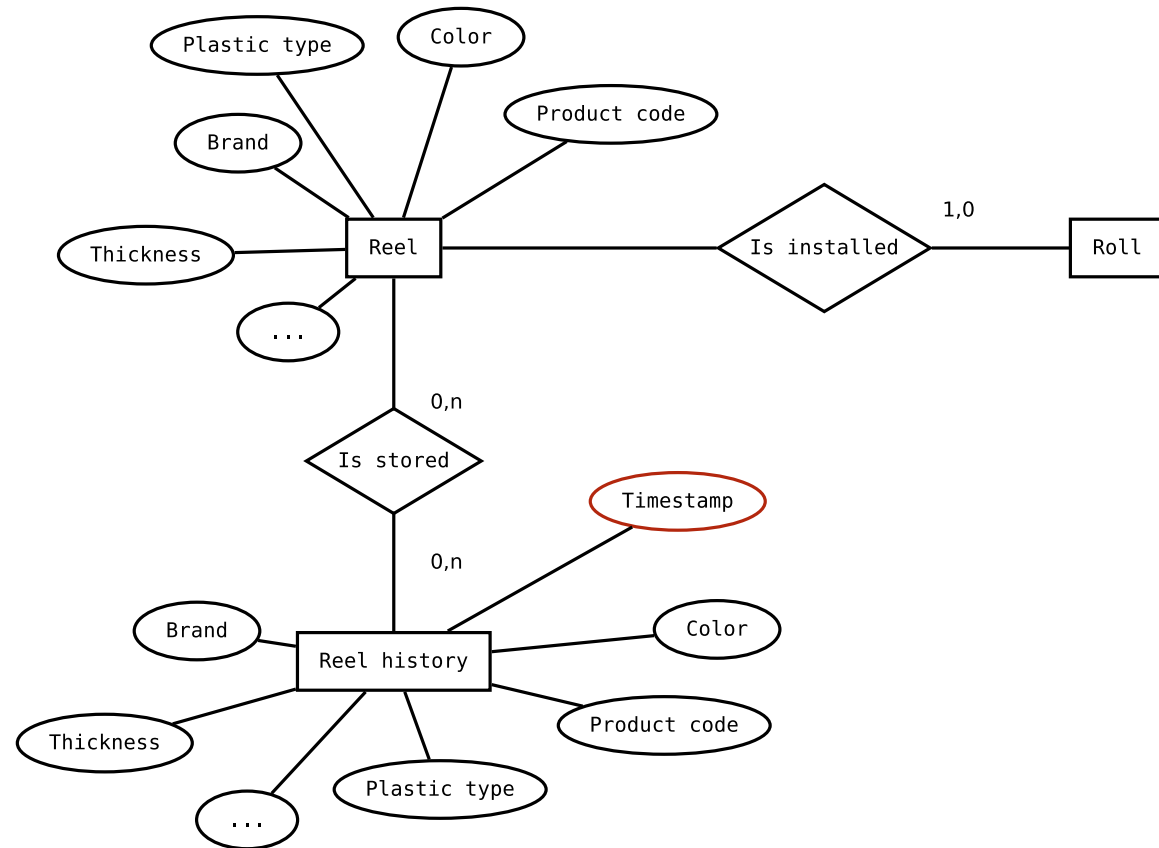 Color
Plastic type
Product code
Brand
1,0
Reel
Is installed
Roll
Thickness
...
0,n
Is stored
Timestamp
0,n
Brand
Color
Reel history
Product code
Thickness
Plastic type
...